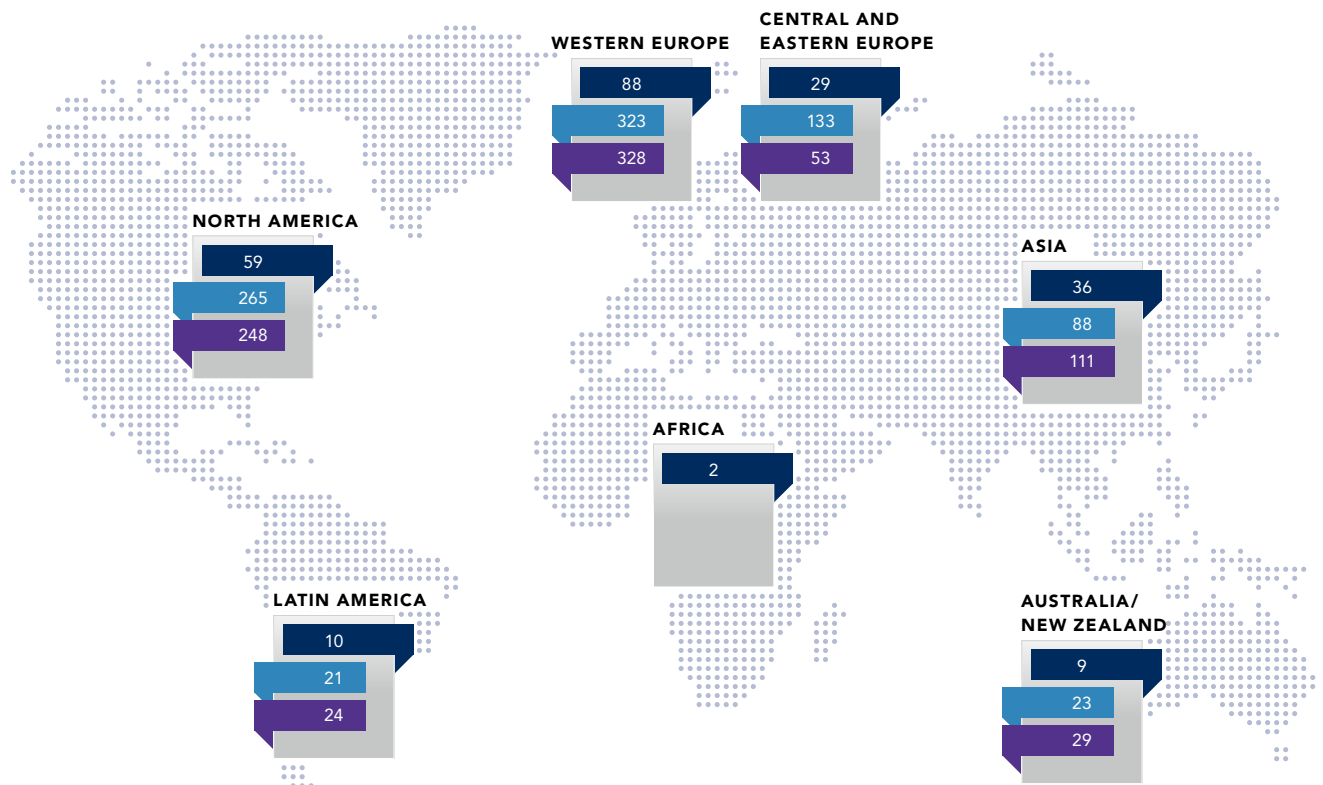 WESTERN EUROPE
88
323
328
CENTRAL AND
EASTERN EUROPE
29
133
53
NORTH AMERICA
59
265
248
ASIA
36
88
111
AFRICA
2
LATIN AMERICA
10
21
24
AUSTRALIA/
NEW ZEALAND
9
23
29